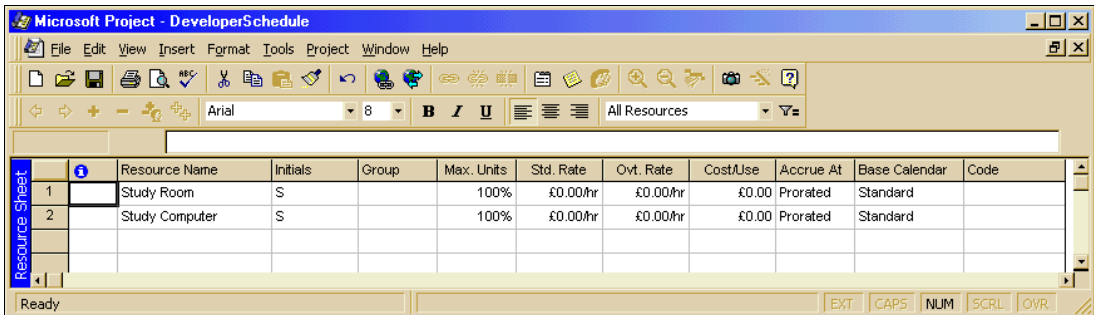 Microsoft Project - DeveloperSchedule
File Edit View Insert Format Tools Project Window Help
ABC
Arial 8 B I U All Resources
Resource Name Initials Group Max. Units Std. Rate Ovt. Rate Cost/Use Accrue At Base Calendar Code
1 Study Room S 100% £0.00/hr £0.00/hr £0.00 Prorated Standard
2 Study Computer S 100% £0.00/hr £0.00/hr £0.00 Prorated Standard
Resource Sheet
Ready EXT CAPS NUM SCRL OVR